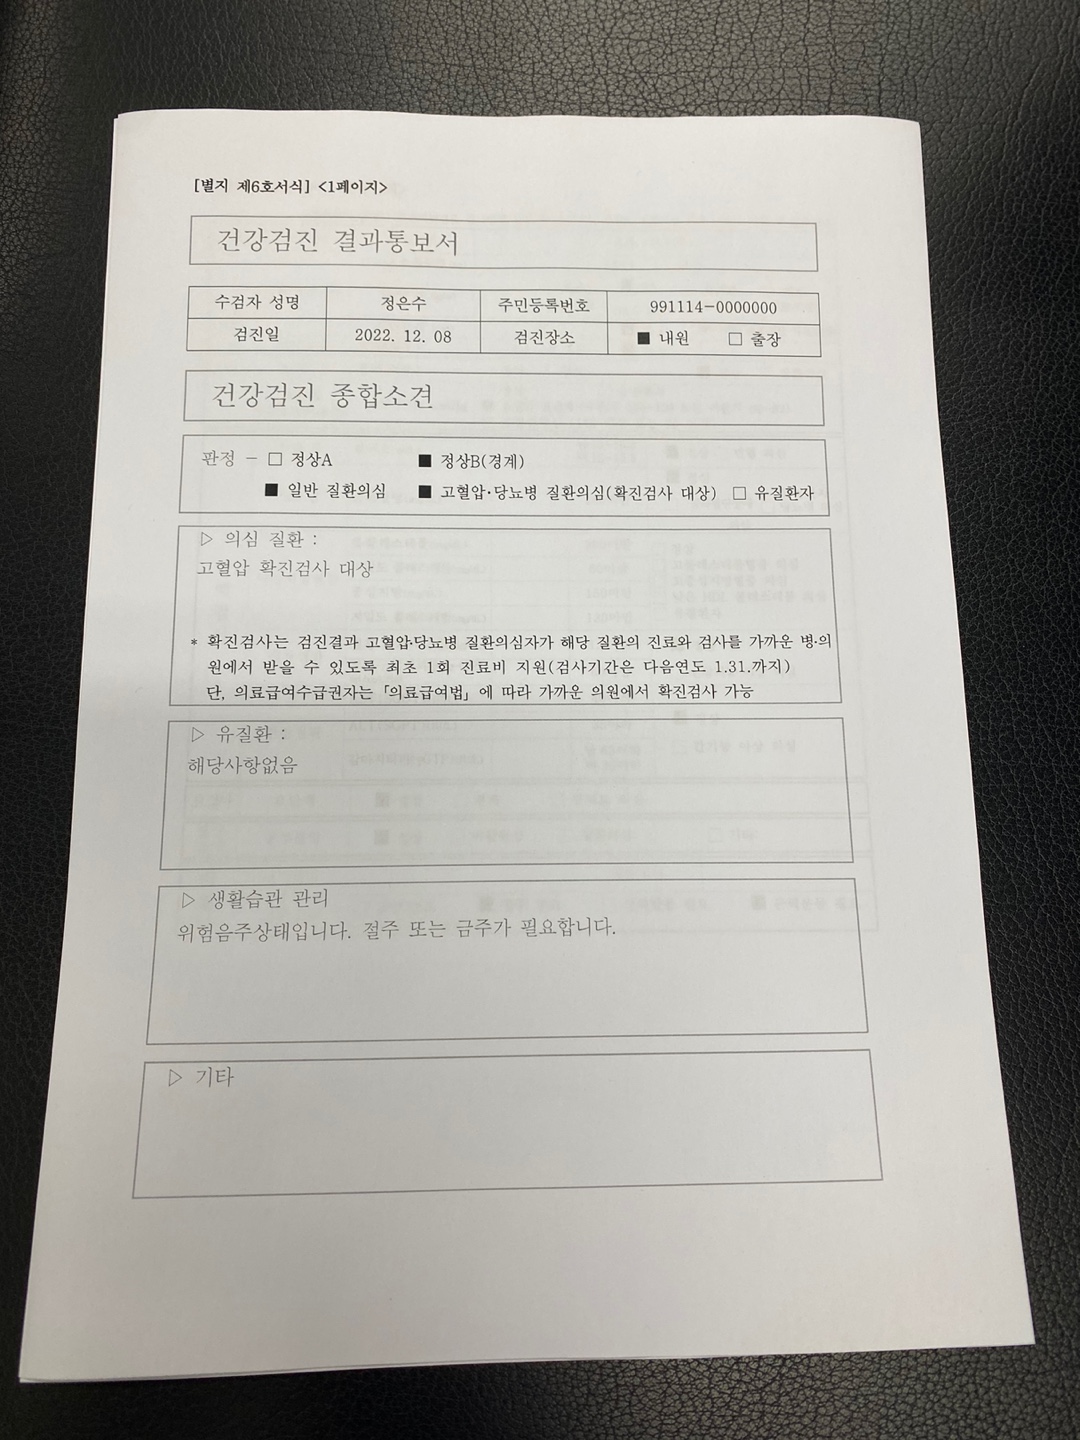 [별지 제6호서식] <1페이지>
건강검진 결과통보서
수검자 성명 정은수 주민등록번호 991114-0000000
검진일 2022. 12. 08 검진장소 ■ 내원 □ 출장
건강검진 종합소견
판정 - □ 정상A ■ 정상B(경계)
■ 일반 질환의심 ■ 고혈압·당뇨병 질환의심(확진검사 대상) □ 유질환자
▷ 의심 질환 :
고혈압 확진검사 대상
* 확진검사는 검진결과 고혈압·당뇨병 질환의심자가 해당 질환의 진료와 검사를 가까운 병·의
원에서 받을 수 있도록 최초 1회 진료비 지원(검사기간은 다음연도 1.31.까지)
단, 의료급여수급권자는 「의료급여법」에 따라 가까운 의원에서 확진검사 가능
▷ 유질환 :
해당사항없음
▷ 생활습관 관리
위험음주상태입니다. 절주 또는 금주가 필요합니다.
▷ 기타